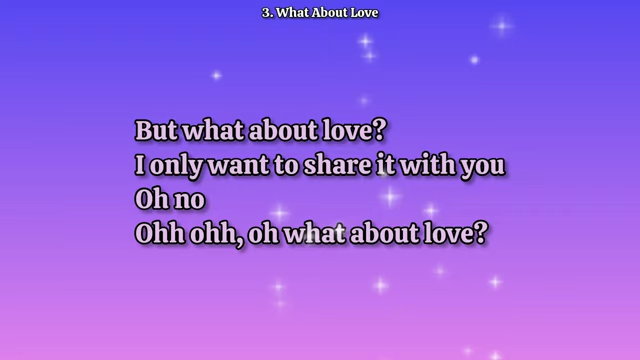 3. What About Love
But what about love?
I only want to share it with you
Oh no
Ohh ohh, oh what about love?